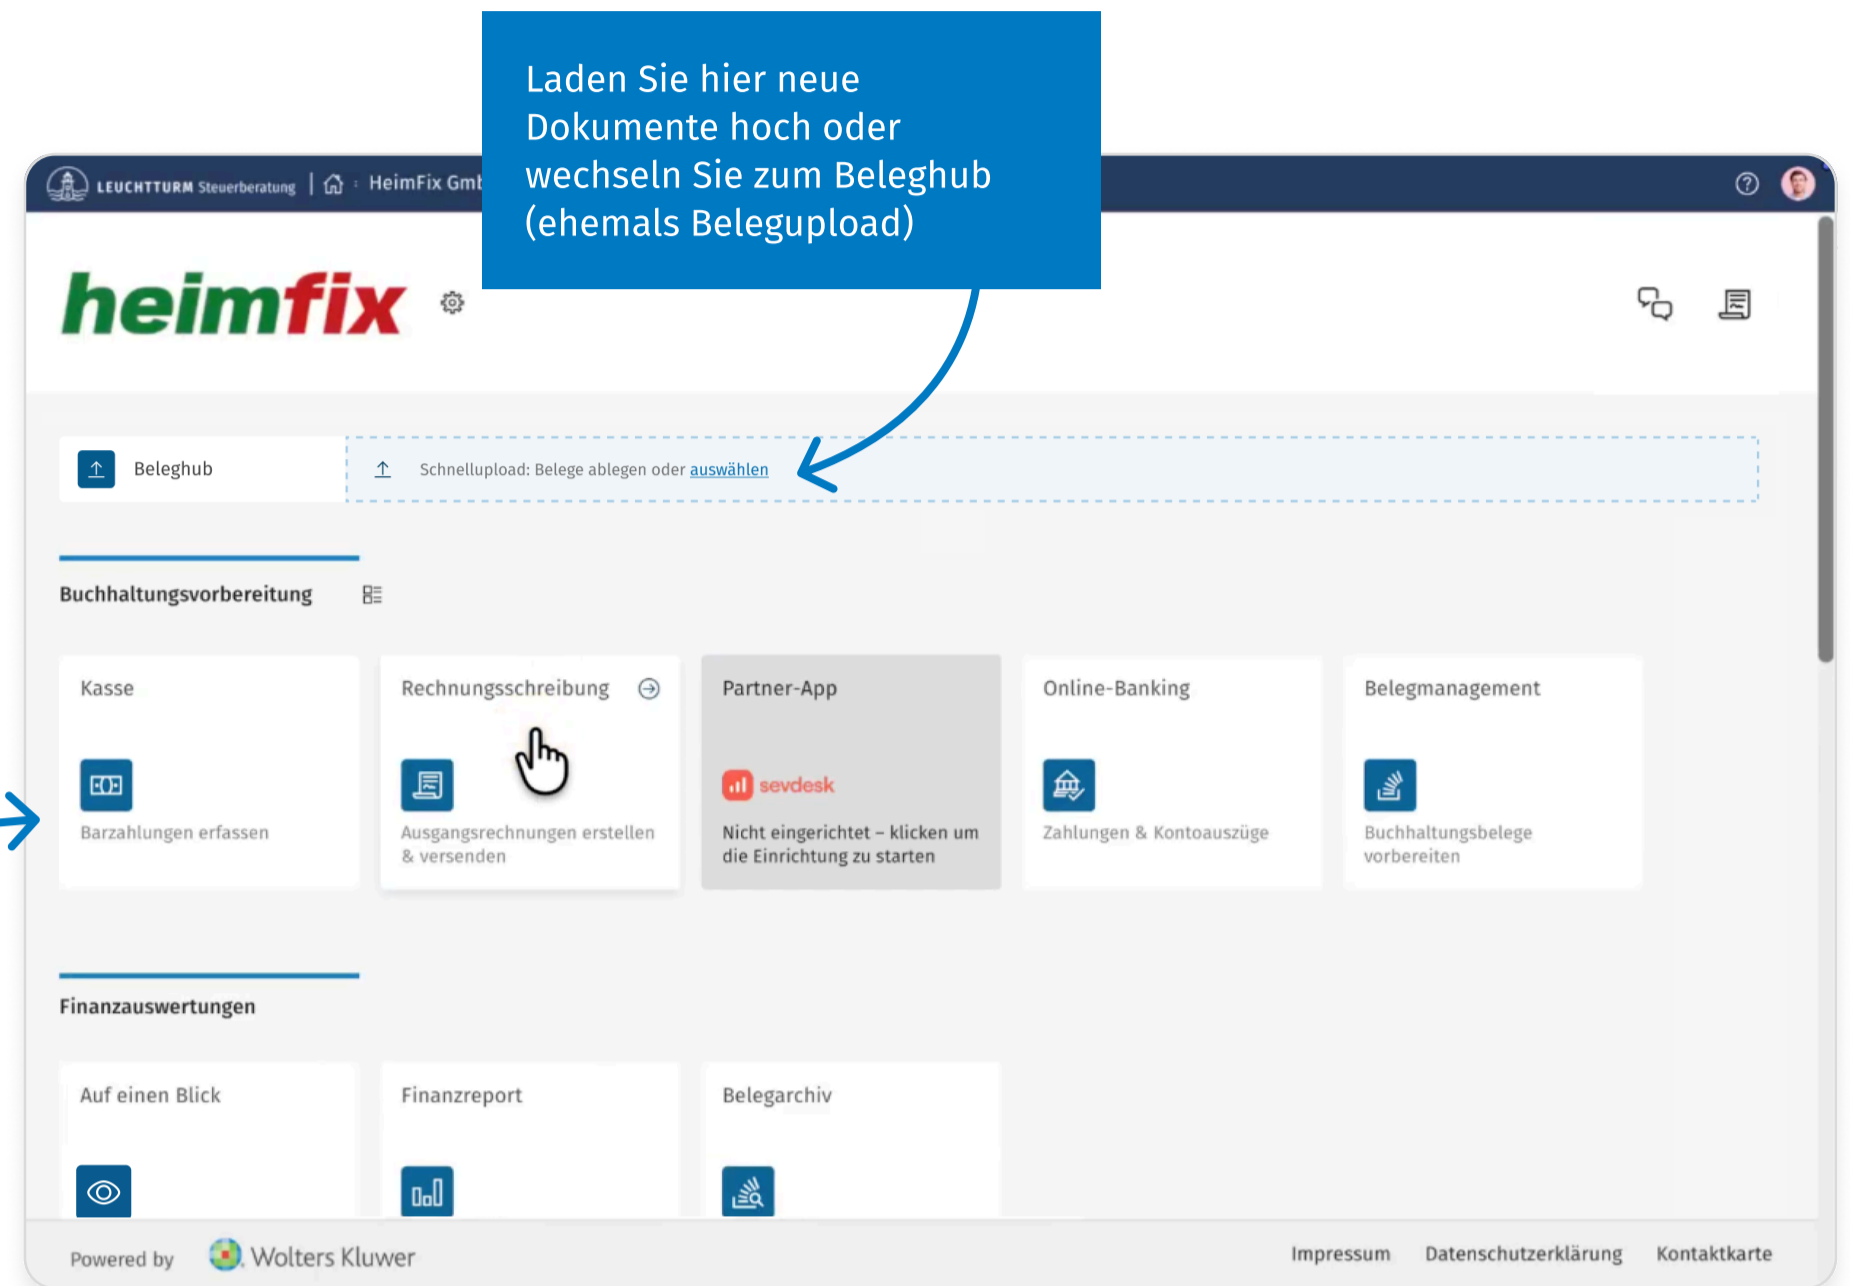 Laden Sie hier neue
Dokumente hoch oder
wechseln Sie zum Beleghub
(ehemals Belegupload)
LEUCHTTURM Steuerberatung | HeimFix Gmb
heimfix
Beleghub
Schnellupload: Belege ablegen oder auswählen
Buchhaltungsvorbereitung
Kasse
Barzahlungen erfassen
Rechnungsschreibung
Ausgangsrechnungen erstellen
& versenden
Partner-App
sevdesk
Nicht eingerichtet – klicken um
die Einrichtung zu starten
Online-Banking
Zahlungen & Kontoauszüge
Belegmanagement
Buchhaltungsbelege
vorbereiten
Finanzauswertungen
Auf einen Blick
Finanzreport
Belegarchiv
Powered by Wolters Kluwer
Impressum Datenschutzerklärung Kontaktkarte